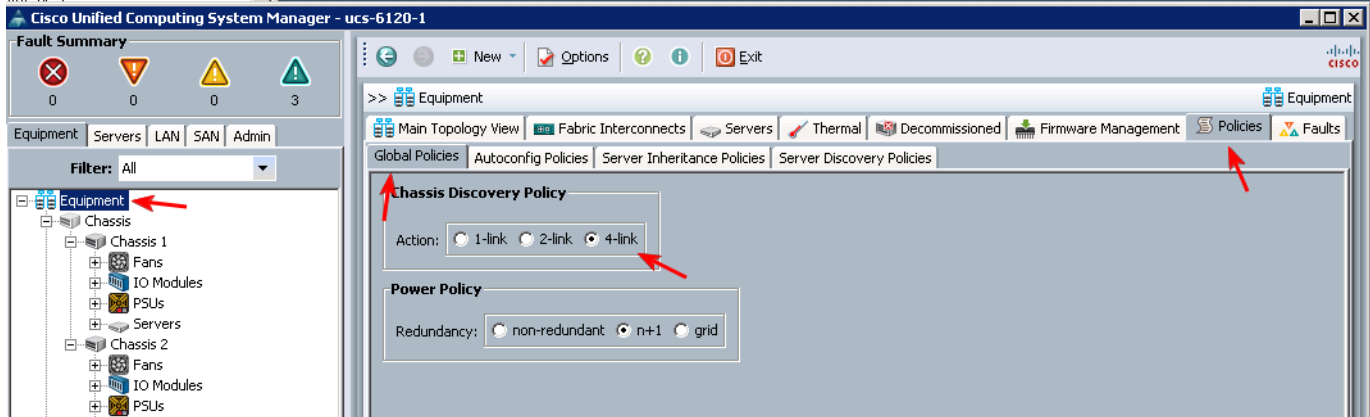 Cisco Unified Computing System Manager - ucs-6120-1
Fault Summary
0 0 0 3
New Options Exit
CISCO
>> Equipment Equipment
Equipment Servers LAN SAN Admin
Main Topology View Fabric Interconnects Servers Thermal Decommissioned Firmware Management Policies Faults
Global Policies Autoconfig Policies Server Inheritance Policies Server Discovery Policies
Filter: All
Equipment
Chassis
Chassis 1
Fans
IO Modules
PSUs
Servers
Chassis 2
Fans
IO Modules
PSUs
Chassis Discovery Policy
Action: 1-link 2-link 4-link
Power Policy
Redundancy: non-redundant n+1 grid